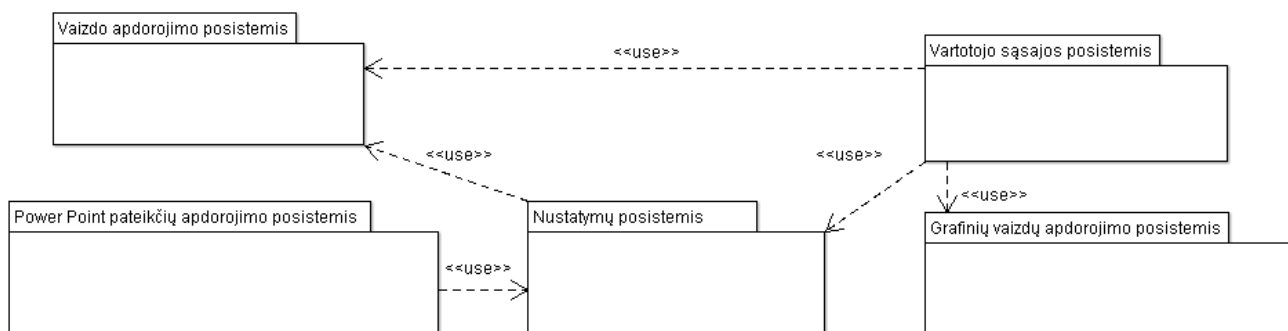 Vaizdo apdorojimo posistemis
<<use>>
Vartotojo sąsajos posistemis
<<use>>
<<use>>
<<use>>
Power Point pateikčių apdorojimo posistemis
Nustatymų posistemis
Grafinių vaizdų apdorojimo posistemis
<<use>>